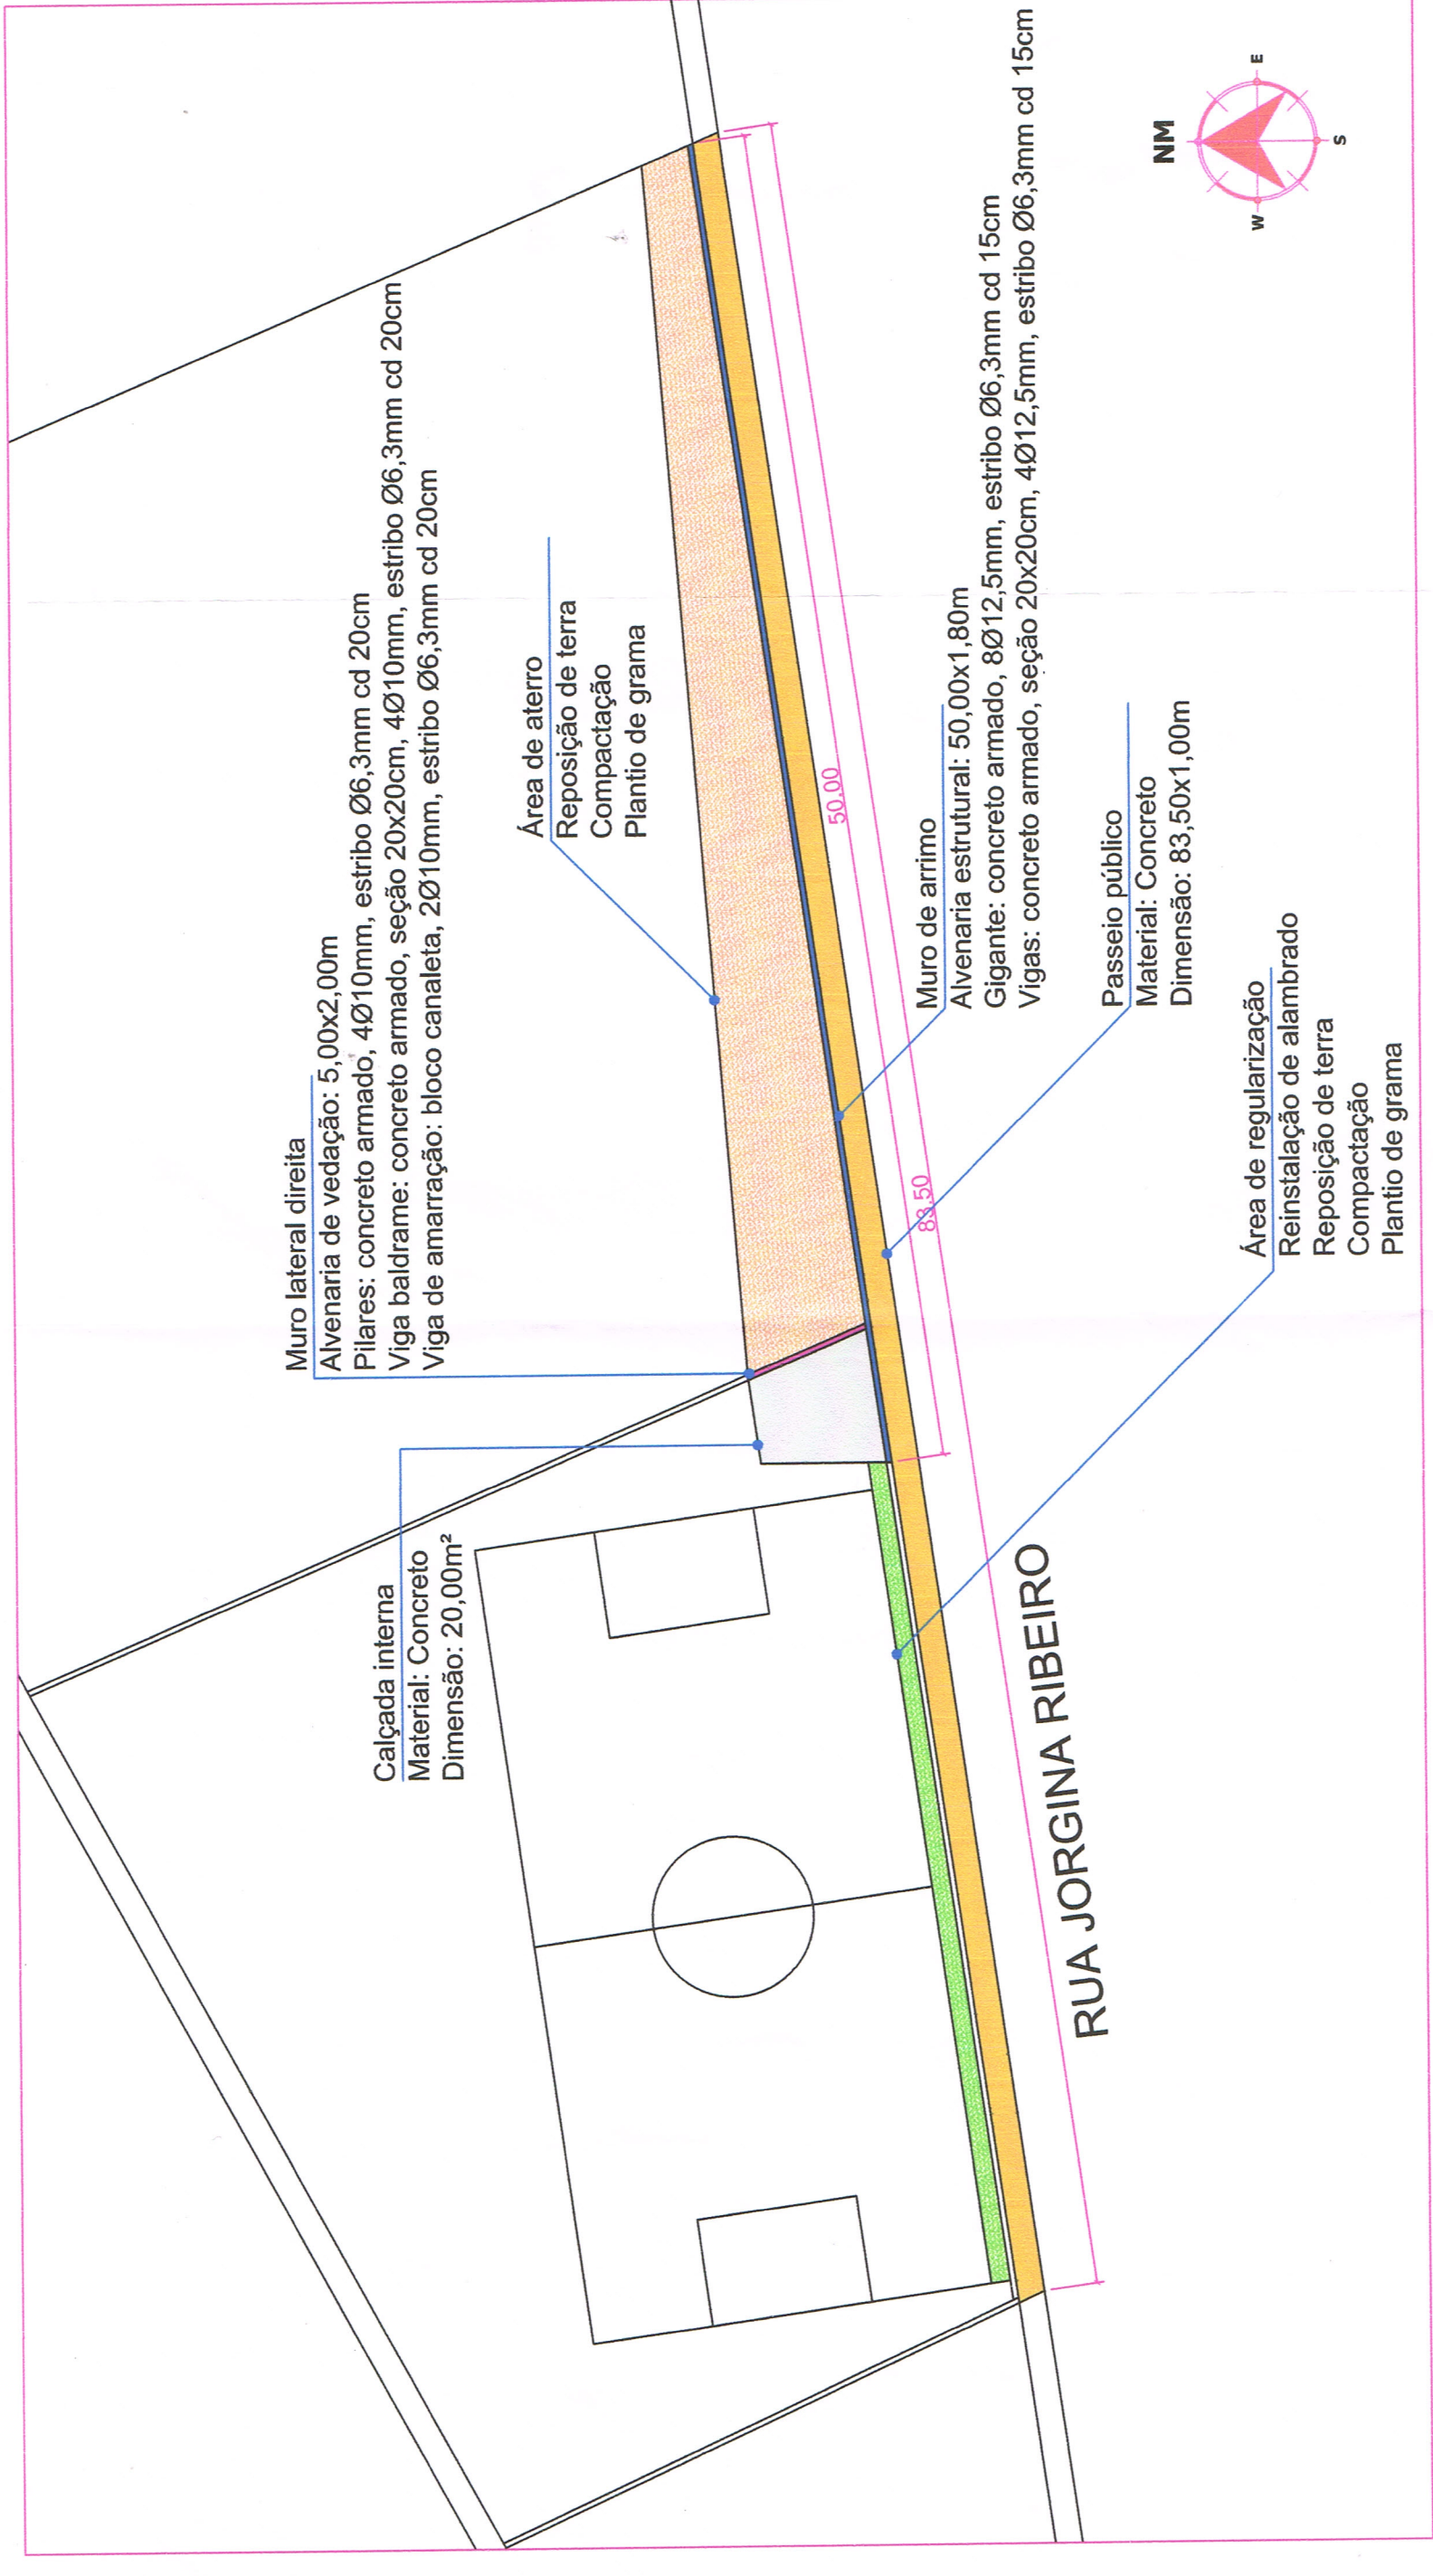 Muro lateral direita
Alvenaria de vedação: 5,00x2,00m
Pilares: concreto armado, 4Ø10mm, estribo Ø6,3mm cd 20cm
Viga baldrame: concreto armado, seção 20x20cm, 4Ø10mm, estribo Ø6,3mm cd 20cm
Viga de amarração: bloco canaleta, 2Ø10mm, estribo Ø6,3mm cd 20cm
Calçada interna
Material: Concreto
Dimensão: 20,00m²
Área de aterro
Reposição de terra
Compactação
Plantio de grama
50.00
83.50
Muro de arrimo
Alvenaria estrutural: 50,00x1,80m
Gigante: concreto armado, 8Ø12,5mm, estribo Ø6,3mm cd 15cm
Vigas: concreto armado, seção 20x20cm, 4Ø12,5mm, estribo Ø6,3mm cd 15cm
Passeio público
Material: Concreto
Dimensão: 83,50x1,00m
RUA JORGINA RIBEIRO
Área de regularização
Reinstalação de alambrado
Reposição de terra
Compactação
Plantio de grama
NM
W
E
S